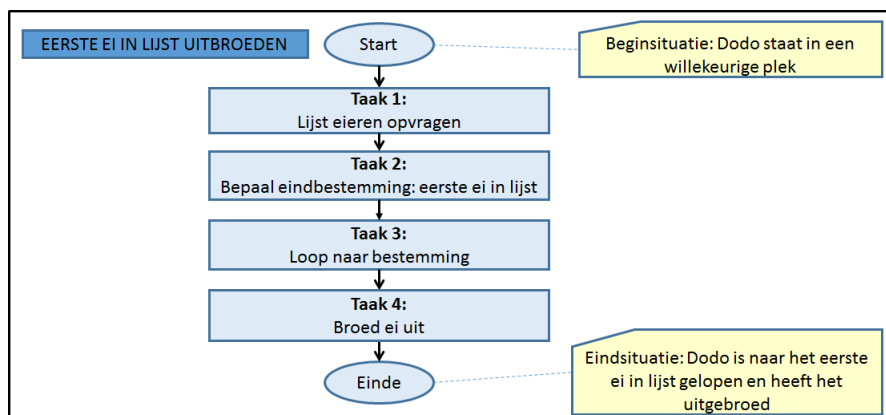 EERSTE EI IN LIJST UITBROEDEN
Start
Beginsituatie: Dodo staat in een
willekeurige plek
Taak 1:
Lijst eieren opvragen
Taak 2:
Bepaal eindbestemming: eerste ei in lijst
Taak 3:
Loop naar bestemming
Taak 4:
Broed ei uit
Einde
Eindsituatie: Dodo is naar het eerste
ei in lijst gelopen en heeft het
uitgebroed